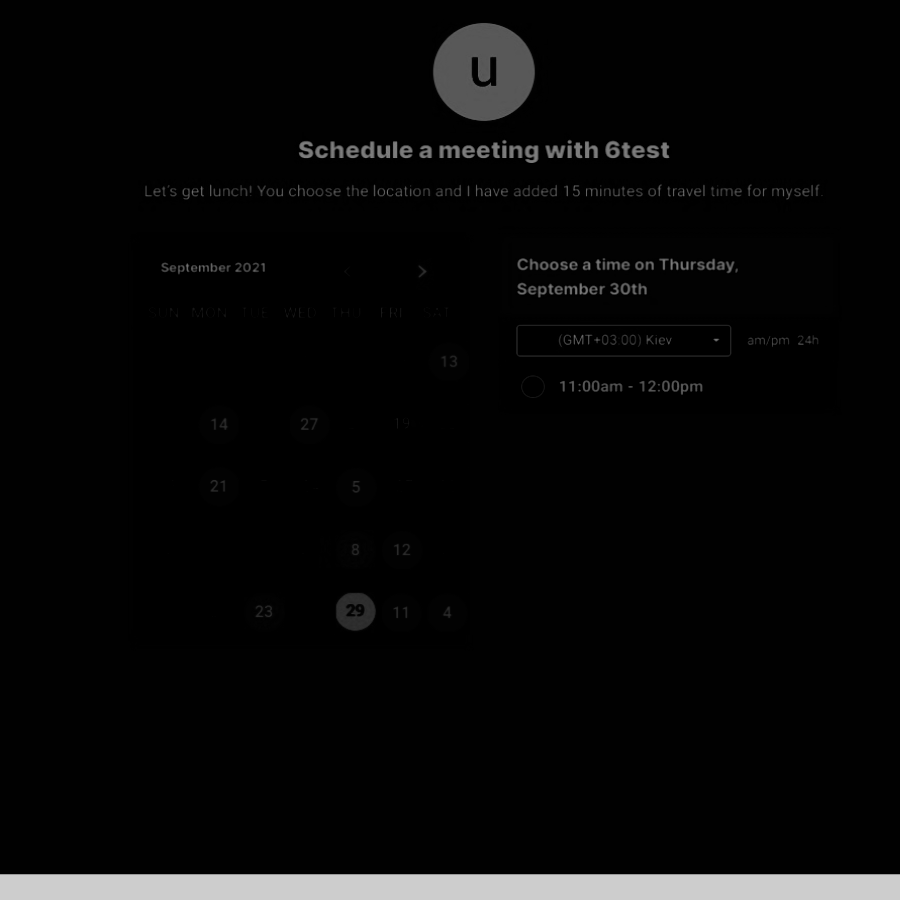 u
Schedule a meeting with 6test
Let's get lunch! You choose the location and I have added 15 minutes of travel time for myself.
September 2021
SUN MON TUE WED THU FRI SAT
13
14 27 19
21 5
8 12
23 29 11 4
Choose a time on Thursday,
September 30th
(GMT+03.00) Kiev
am/pm 24h
11:00am - 12:00pm